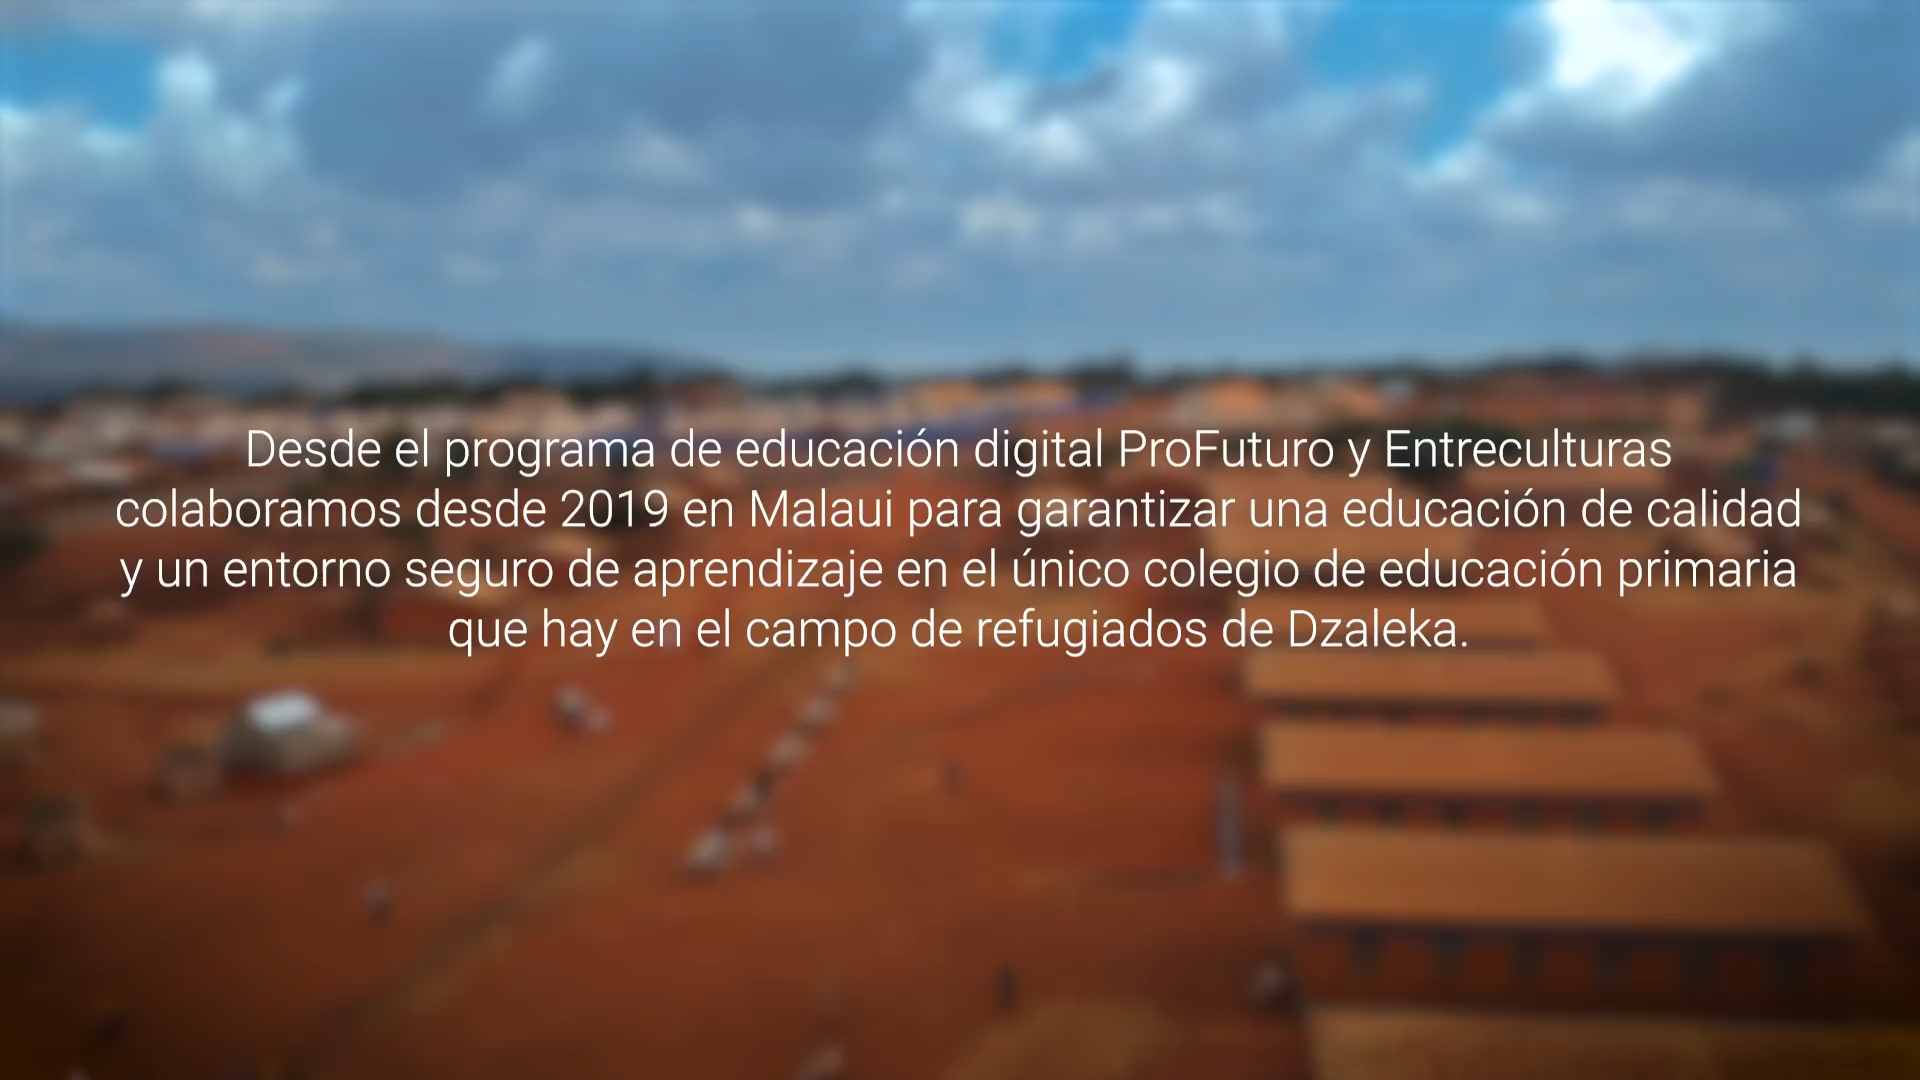 Desde el programa de educación digital ProFuturo y Entreculturas
colaboramos desde 2019 en Malaui para garantizar una educación de calidad
y un entorno seguro de aprendizaje en el único colegio de educación primaria
que hay en el campo de refugiados de Dzaleka.